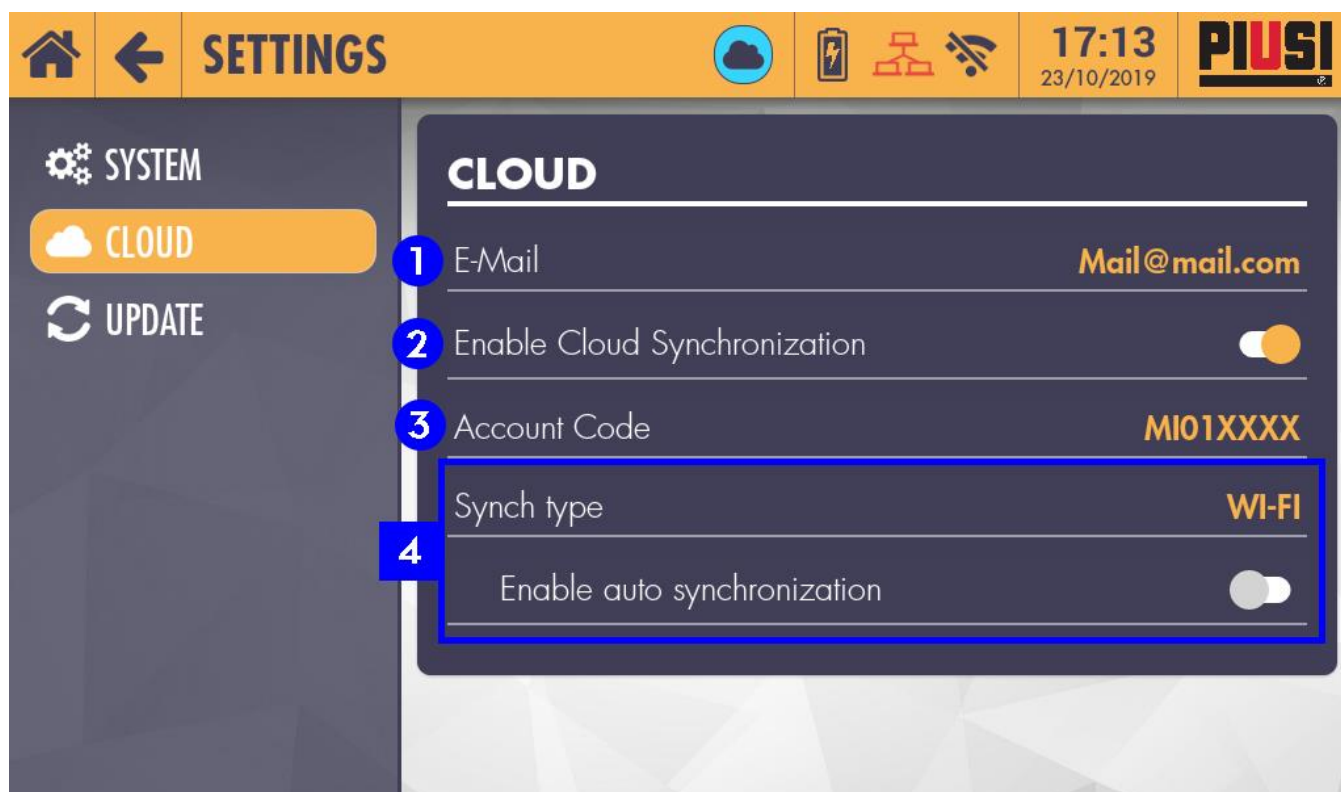 SETTINGS
17:13
23/10/2019
PIUSI
®
SYSTEM
CLOUD
UPDATE
CLOUD
1 E-Mail Mail@mail.com
2 Enable Cloud Synchronization
3 Account Code MI01XXXX
4
Synch type WI-FI
Enable auto synchronization